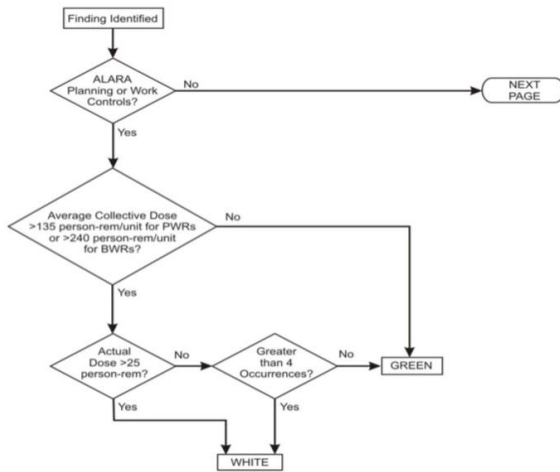 Finding Identified
ALARA
Planning or Work
Controls?
No
NEXT
PAGE
Yes
Average Collective Dose
>135 person-rem/unit for PWRs
or >240 person-rem/unit
for BWRs?
No
Yes
Actual
Dose >25
person-rem?
No
Greater
than 4
Occurrences?
No
GREEN
Yes
Yes
WHITE